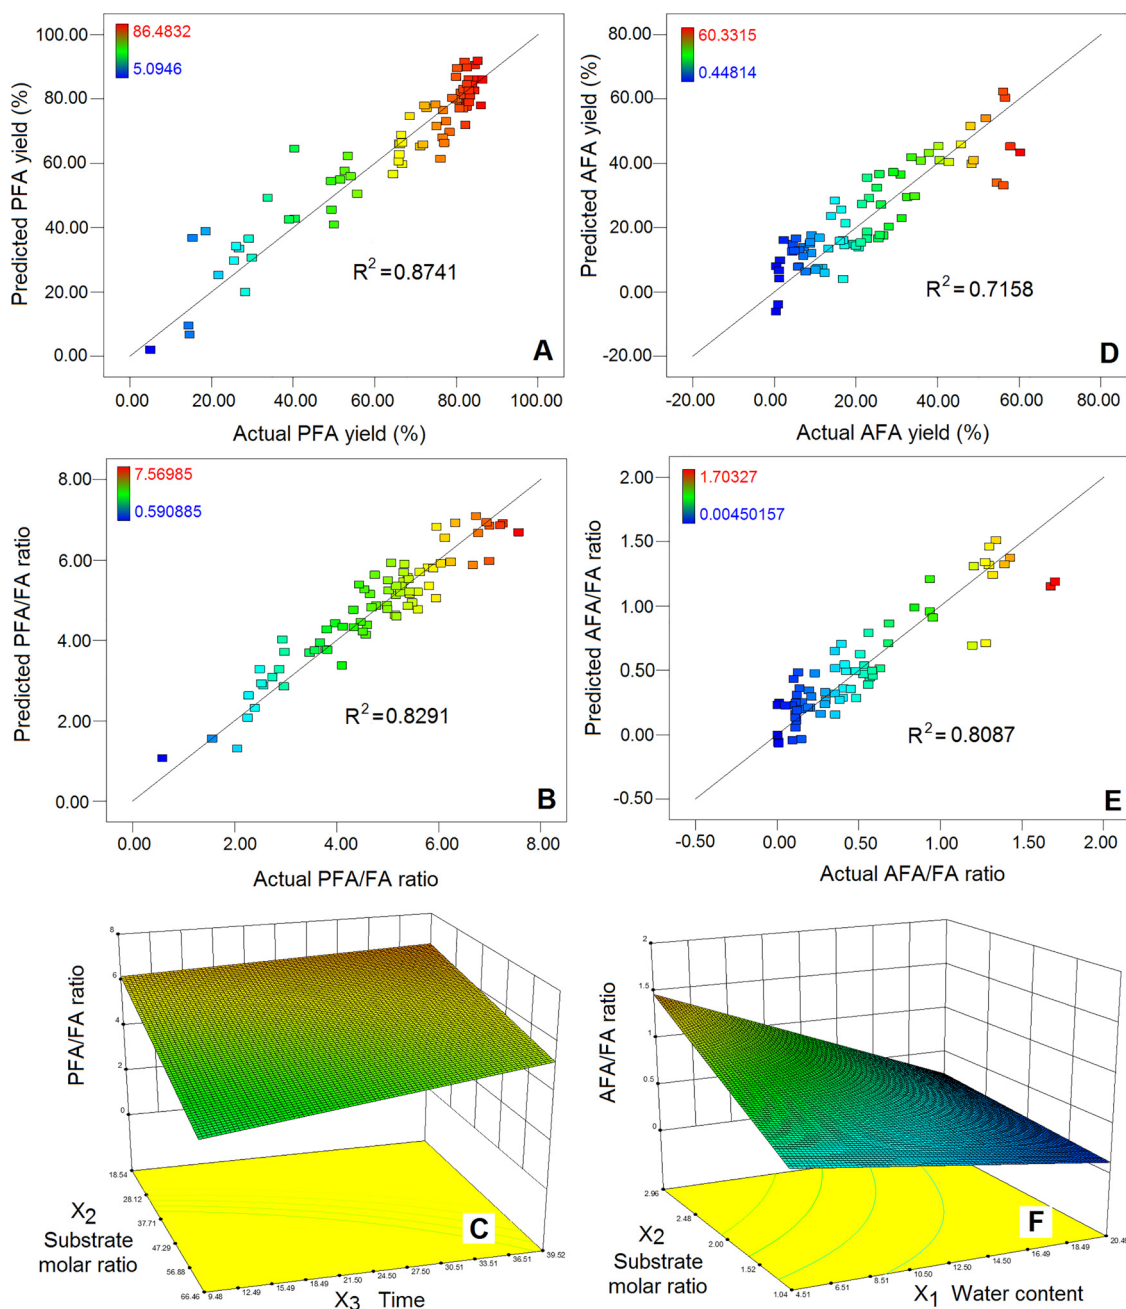 100.00
80.00
60.00
40.00
20.00
0.00
Predicted PFA yield (%)
86.4832
5.0946
R2=0.8741
A
0.00 20.00 40.00 60.00 80.00 100.00
Actual PFA yield (%)
80.00
60.00
40.00
20.00
0.00
-20.00
Predicted AFA yield (%)
60.3315
0.44814
R2=0.7158
D
-20.00 0.00 20.00 40.00 60.00 80.00
Actual AFA yield (%)
8.00
6.00
4.00
2.00
0.00
Predicted PFA/FA ratio
7.56985
0.590885
R2=0.8291
B
0.00 2.00 4.00 6.00 8.00
Actual PFA/FA ratio
2.00
1.50
1.00
0.50
0.00
-0.50
Predicted AFA/FA ratio
1.70327
0.00450157
R2=0.8087
E
-0.50 0.00 0.50 1.00 1.50 2.00
Actual AFA/FA ratio
8
6
4
2
0
PFA/FA ratio
18.54
28.12
37.71
47.29
56.88
66.46
X2
Substrate
molar ratio
9.48 12.49 15.49 18.49 21.50 24.50 27.50 30.51 33.51 36.51 39.52
X3 Time
C
2
1.5
1
0.5
0
AFA/FA ratio
2.96
2.48
2.00
1.52
1.04
X2
Substrate
molar ratio
4.51 6.51 8.51 10.50 12.50 14.50 16.49 18.49
X1 Water content
F